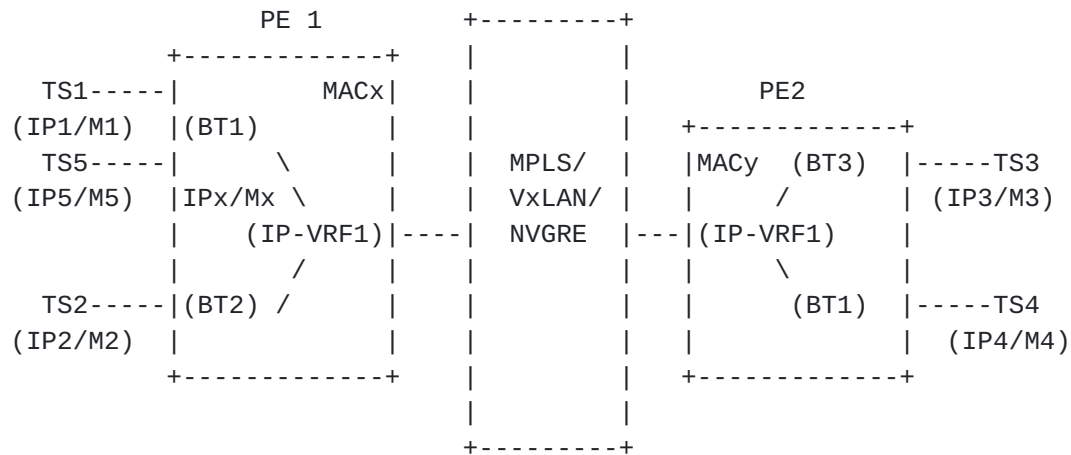 PE 1         +---------+
        +-------------+    |         |
  TS1-----|         MACx|    |         |        PE2
(IP1/M1)  |(BT1)        |    |         |   +-------------+
  TS5-----|      \      |    |  MPLS/  |   |MACy  (BT3)  |-----TS3
(IP5/M5)  |IPx/Mx \     |    |  VxLAN/ |   |     /       | (IP3/M3)
          |    (IP-VRF1)|----|  NVGRE  |---|(IP-VRF1)    |
          |       /     |    |         |   |     \       |
  TS2-----|(BT2) /      |    |         |   |      (BT1)  |-----TS4
(IP2/M2)  |             |    |         |   |             |  (IP4/M4)
          +-------------+    |         |   +-------------+
                             |         |
                             |         |
                             +---------+